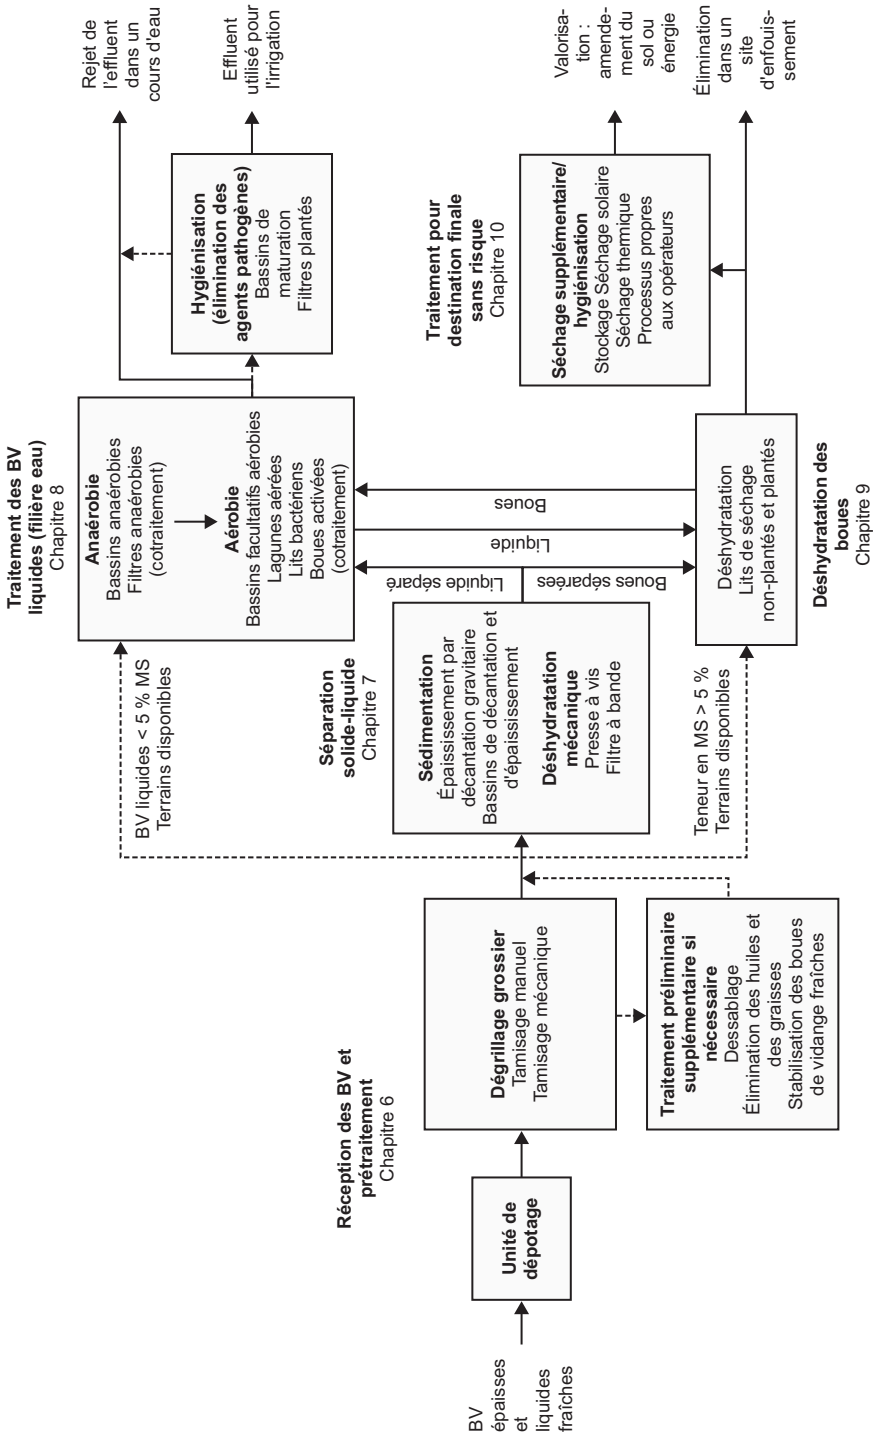 BV
épaisses
et
liquides
fraîches
Unité de
dépotage
Réception des BV et
prétraitement
Chapitre 6
Dégrillage grossier
Tamisage manuel
Tamisage mécanique
Traitement préliminaire
supplémentaire si
nécessaire
Dessablage
Élimination des huiles et
des graisses
Stabilisation des boues
de vidange fraîches
BV liquides < 5 % MS
Terrains disponibles
Séparation
solide-liquide
Chapitre 7
Sédimentation
Épaississement par
décantation gravitaire
Bassins de décantation et
d'épaississement
Déshydratation
mécanique
Presse à vis
Filtre à bande
Teneur en MS > 5 %
Terrains disponibles
Liquide séparé
Boues séparées
Liquide
Boues
Traitement des BV
liquides (filière eau)
Chapitre 8
Anaérobie
Bassins anaérobies
Filtres anaérobies
(cotraitement)
Aérobie
Bassins facultatifs aérobies
Lagunes aérées
Lits bactériens
Boues activées
(cotraitement)
Déshydratation
Lits de séchage
non-plantés et plantés
Déshydratation des
boues
Chapitre 9
Hygiénisation
(élimination des
agents pathogènes)
Bassins de
maturation
Filtres plantés
Traitement pour
destination finale
sans risque
Chapitre 10
Séchage supplémentaire/
hygiénisation
Stockage Séchage solaire
Séchage thermique
Processus propres
aux opérateurs
Rejet de
l'effluent
dans un
cours d'eau
Effluent
utilisé pour
l'irrigation
Valorisa-
tion :
amende-
ment du
sol ou
énergie
Élimination
dans un
site
d'enfouis-
sement